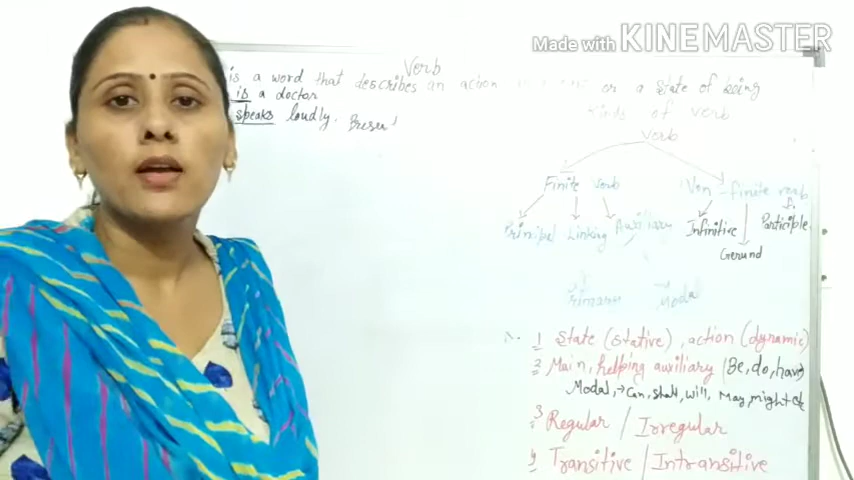 Made with KINEMASTER
Verb
is a word that describes an action or a state of being
is a doctor
speaks loudly.
Kinds of verb
verb
Finite verb
Non-finite verb
Principal Linking Auxiliary
Infinitive
Participle
Gerund
Primary Modal
1 State (stative), action (dynamic)
2 Main, helping auxiliary (Be, do, have)
Modal, → Can, shall, will, May, might etc
3 Regular / Irregular
4 Transitive / Intransitive